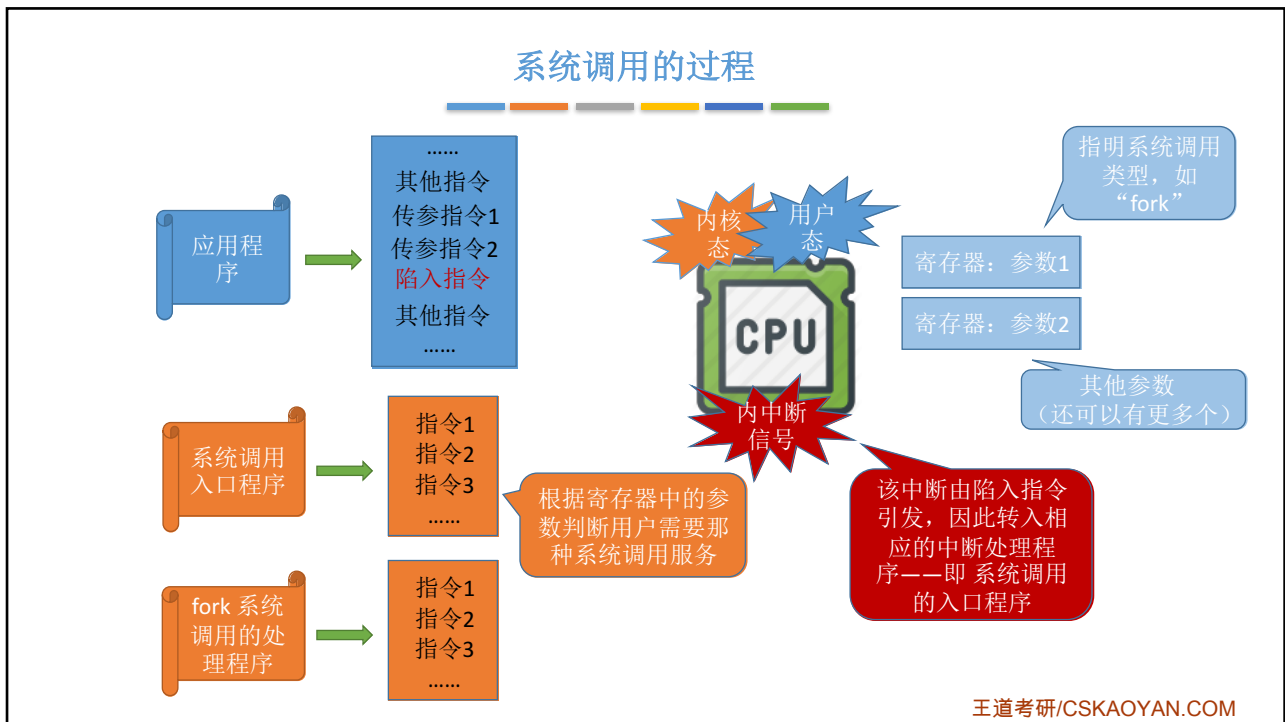 系统调用的过程
应用程
序
……
其他指令
传参指令1
传参指令2
陷入指令
其他指令
……
内核
态
用户
态
CPU
内中断
信号
指明系统调用
类型，如
“fork”
寄存器：参数1
寄存器：参数2
其他参数
（还可以有更多个）
系统调用
入口程序
指令1
指令2
指令3
……
根据寄存器中的参
数判断用户需要那
种系统调用服务
该中断由陷入指令
引发，因此转入相
应的中断处理程
序——即 系统调用
的入口程序
fork 系统
调用的处
理程序
指令1
指令2
指令3
……
王道考研/CSKAOYAN.COM